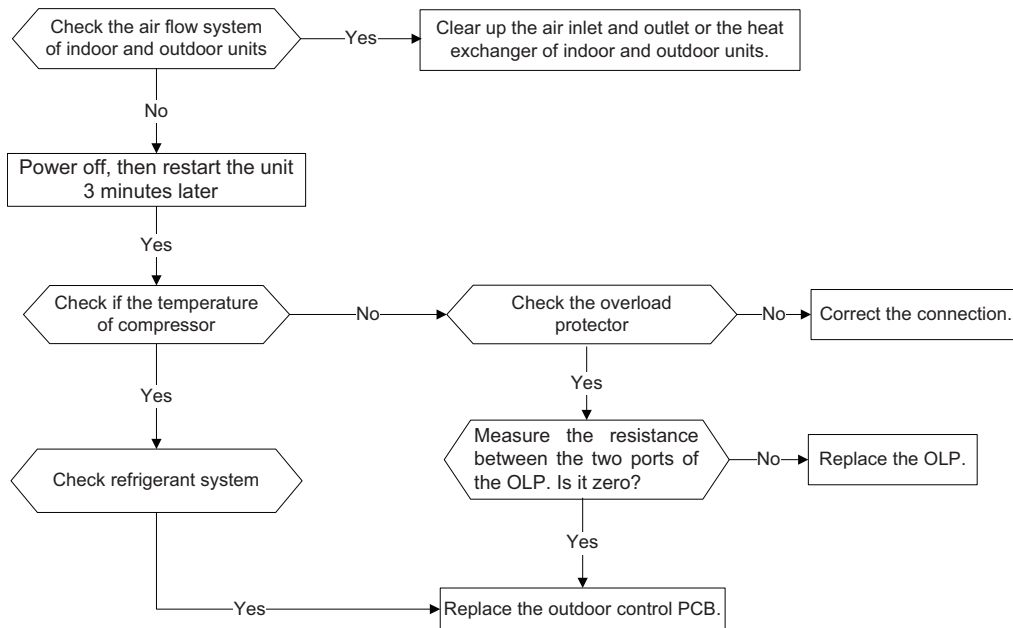 Check the air flow system
of indoor and outdoor units
Yes
Clear up the air inlet and outlet or the heat
exchanger of indoor and outdoor units.
No
Power off, then restart the unit
3 minutes later
Yes
Check if the temperature
of compressor
No
Check the overload
protector
No
Correct the connection.
Yes
Yes
Measure the resistance
between the two ports of
the OLP. Is it zero?
No
Replace the OLP.
Check refrigerant system
Yes
Yes
Replace the outdoor control PCB.